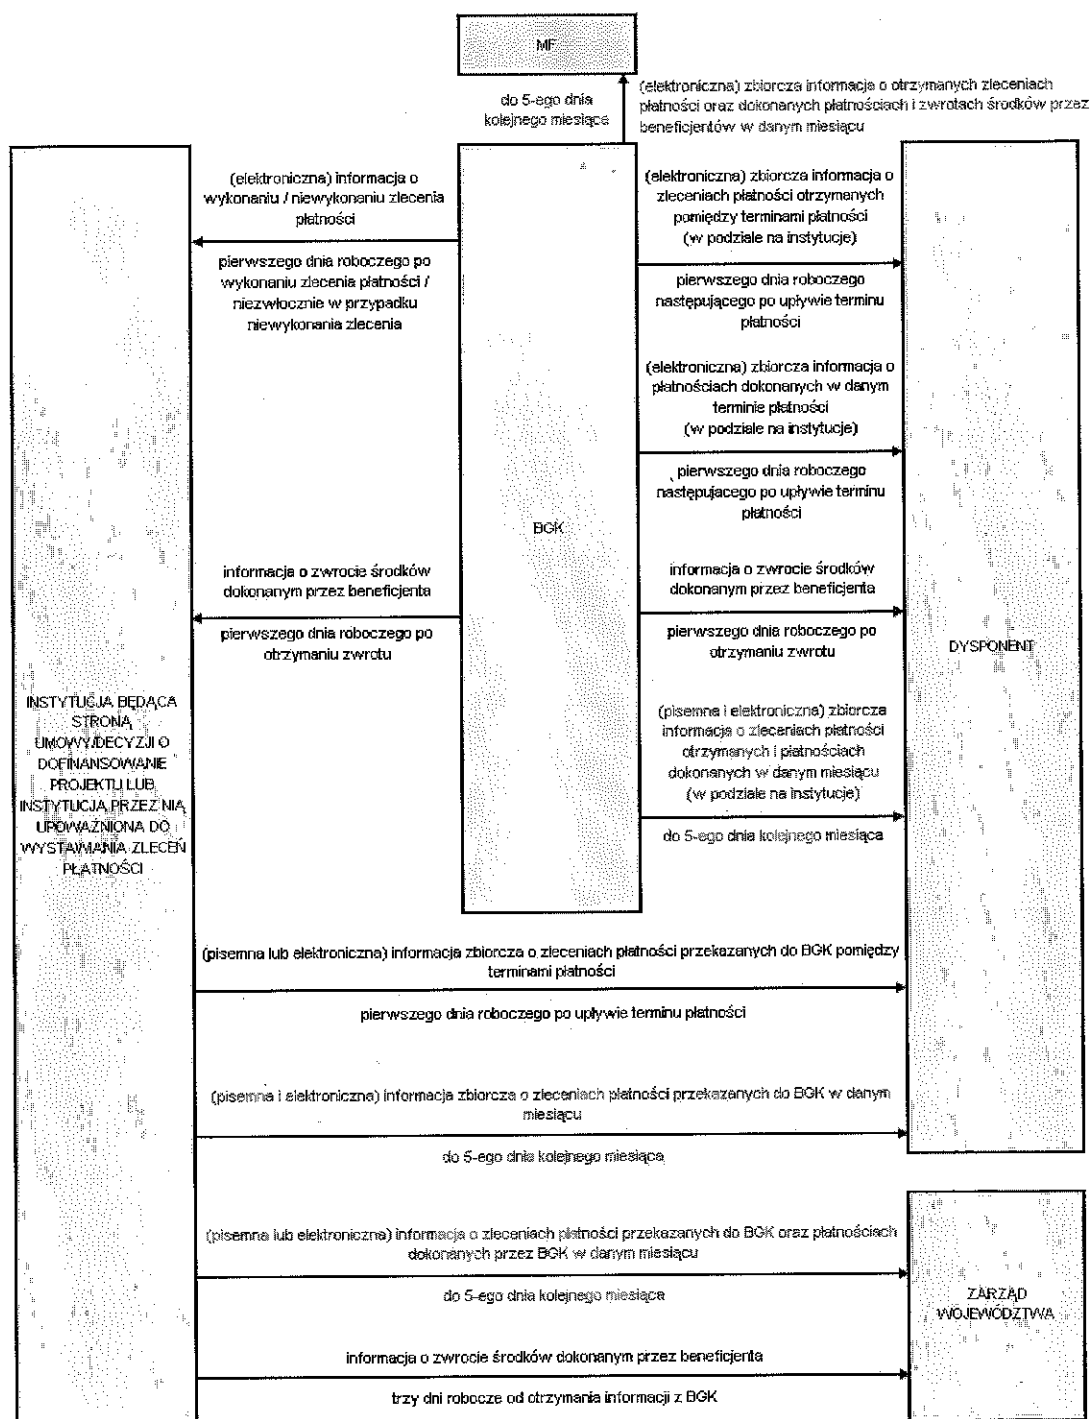 MF
do 5-ego dnia
kolejnego miesiąca
(elektroniczna) zbiorcza informacja o otrzymanych zleceniach
płatności oraz dokonanych płatnościach i zwrotach środków przez
beneficjentów w danym miesiącu
(elektroniczna) informacja o
wykonaniu / niewykonaniu zlecenia
płatności
pierwszego dnia roboczego po
wykonaniu zlecenia płatności /
niezwłocznie w przypadku
niewykonania zlecenia
(elektroniczna) zbiorcza informacja o
zleceniach płatności otrzymanych
pomiędzy terminami płatności
(w podziale na instytucje)
pierwszego dnia roboczego
następującego po upływie terminu
płatności
(elektroniczna) zbiorcza informacja o
płatnościach dokonanych w danym
terminie płatności
(w podziale na instytucje)
pierwszego dnia roboczego
następujacego po upływie terminu
płatności
BGK
informacja o zwrocie środków
dokonanym przez beneficjenta
pierwszego dnia roboczego po
otrzymaniu zwrotu
informacja o zwrocie środków
dokonanym przez beneficjenta
pierwszego dnia roboczego po
otrzymaniu zwrotu
DYSPONENT
INSTYTUCJA BĘDĄCA
STRONĄ
UMOWY/DECYZJI O
DOFINANSOWANIE
PROJEKTU LUB
INSTYTUCJA PRZEZ NIĄ
UPOWAŻNIONA DO
WYSTAWIANIA ZLECEŃ
PŁATNOŚCI
(pisemna i elektroniczna) zbiorcza
informacja o zleceniach płatności
otrzymanych i płatnościach
dokonanych w danym miesiącu
(w podziale na instytucje)
do 5-ego dnia kolejnego miesiąca
(pisemna lub elektroniczna) informacja zbiorcza o zleceniach płatności przekazanych do BGK pomiędzy
terminami płatności
pierwszego dnia roboczego po upływie terminu płatności
(pisemna i elektroniczna) informacja zbiorcza o zleceniach płatności przekazanych do BGK w danym
miesiącu
do 5-ego dnia kolejnego miesiąca
(pisemna lub elektroniczna) informacja o zleceniach płatności przekazanych do BGK oraz płatnościach
dokonanych przez BGK w danym miesiącu
do 5-ego dnia kolejnego miesiąca
ZARZĄD
WOJEWÓDZTWA
informacja o zwrocie środków dokonanym przez beneficjenta
trzy dni robocze od otrzymania informacji z BGK